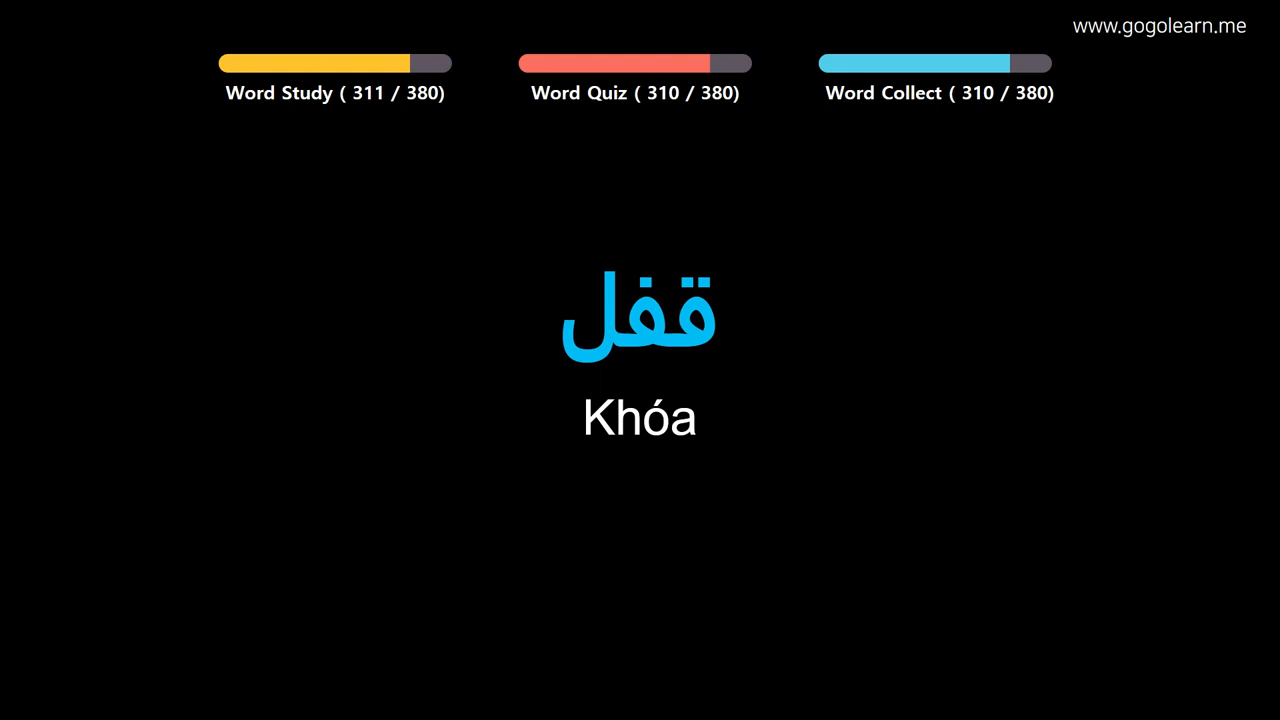 www.gogolearn.me
Word Study ( 311 / 380)
Word Quiz ( 310 / 380)
Word Collect ( 310 / 380)
قفل
Khóa